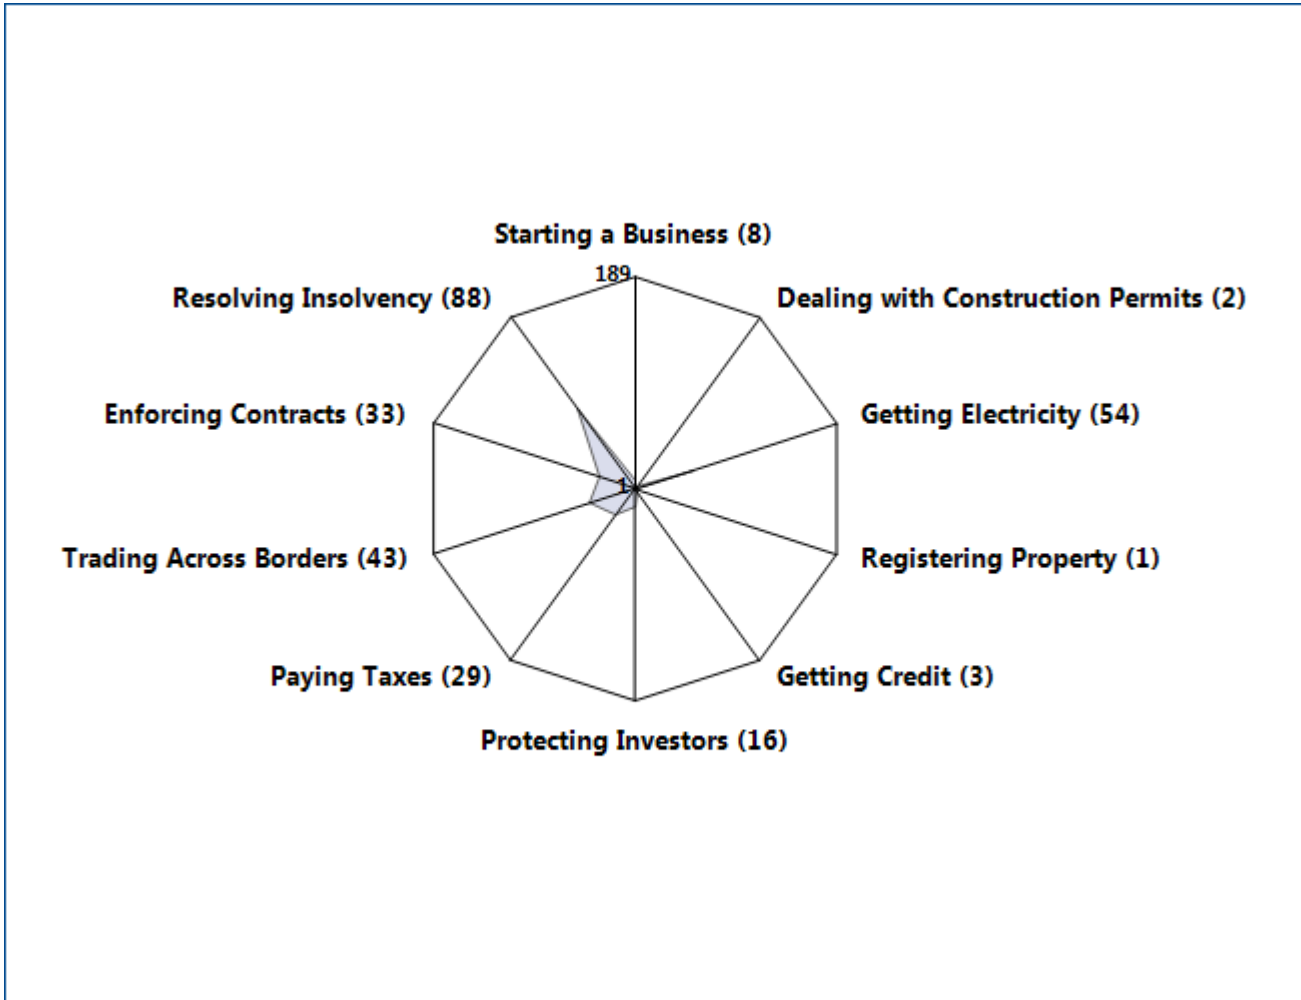 Starting a Business (8)
189
Resolving Insolvency (88)
Dealing with Construction Permits (2)
Enforcing Contracts (33)
Getting Electricity (54)
1
Trading Across Borders (43)
Registering Property (1)
Paying Taxes (29)
Getting Credit (3)
Protecting Investors (16)